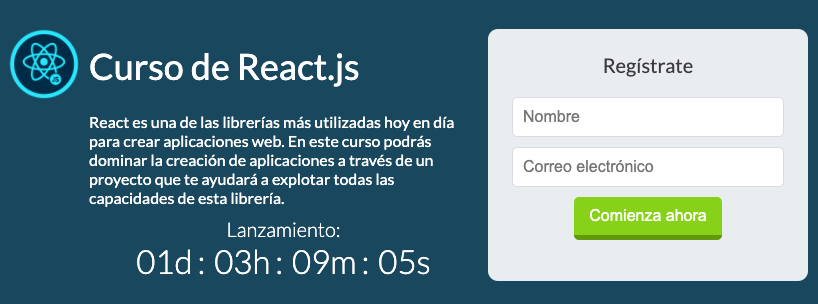 Curso de React.js
React es una de las librerías más utilizadas hoy en día
para crear aplicaciones web. En este curso podrás
dominar la creación de aplicaciones a través de un
proyecto que te ayudará a explotar todas las
capacidades de esta librería.
Lanzamiento:
01d : 03h : 09m : 05s
Regístrate
Nombre
Correo electrónico
Comienza ahora